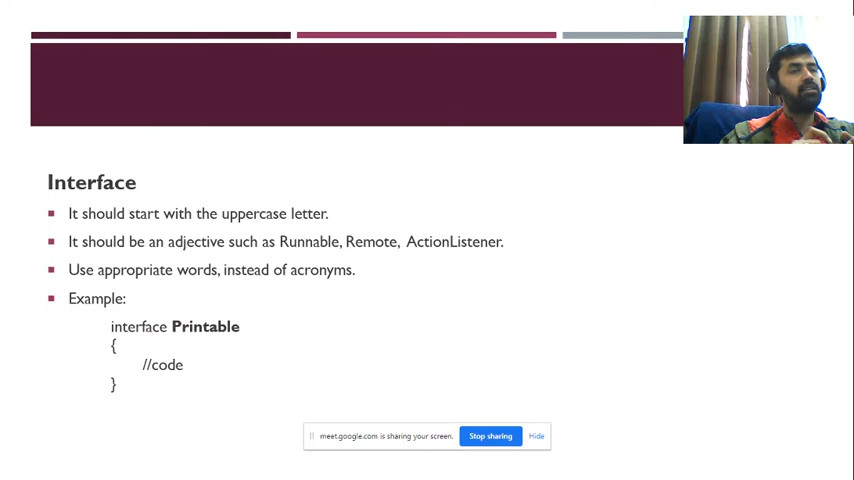 Interface
It should start with the uppercase letter.
It should be an adjective such as Runnable, Remote, ActionListener.
Use appropriate words, instead of acronyms.
Example:
interface Printable
{
//code
}
meet.google.com is sharing your screen. Stop sharing Hide